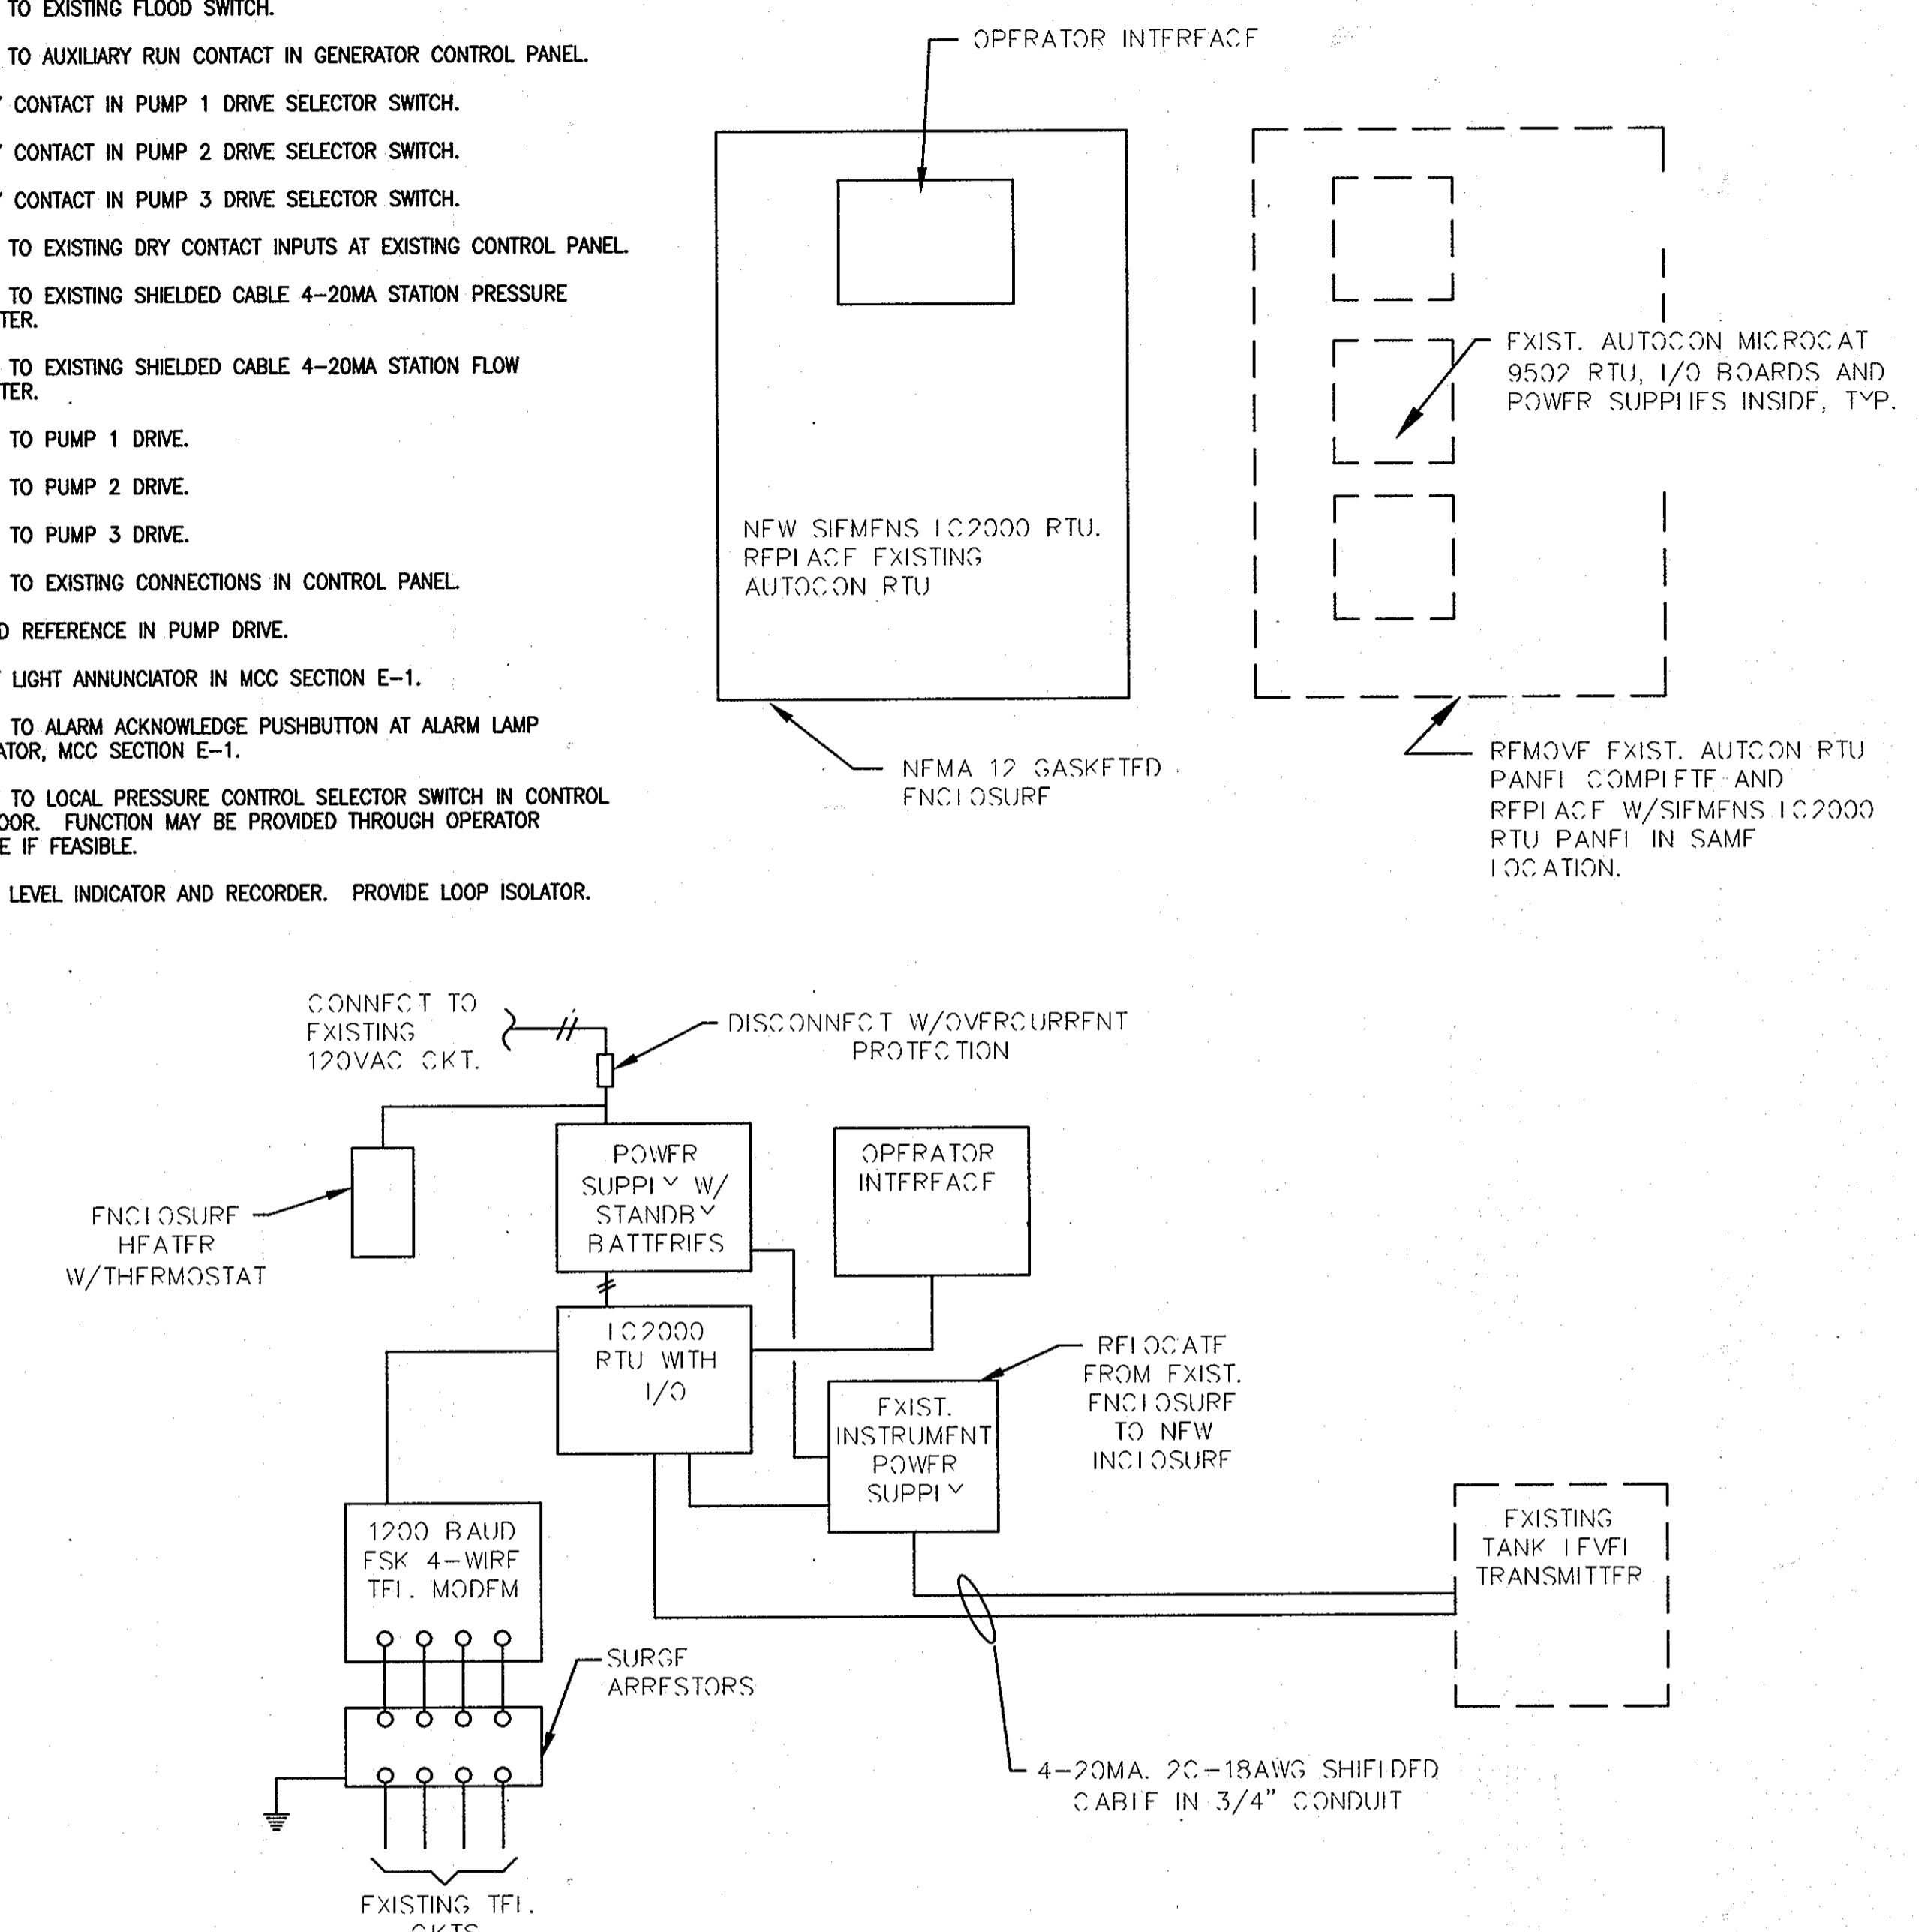 TO EXISTING FLOOD SWITCH.
TO AUXILIARY RUN CONTACT IN GENERATOR CONTROL PANEL.
CONTACT IN PUMP 1 DRIVE SELECTOR SWITCH.
CONTACT IN PUMP 2 DRIVE SELECTOR SWITCH.
CONTACT IN PUMP 3 DRIVE SELECTOR SWITCH.
TO EXISTING DRY CONTACT INPUTS AT EXISTING CONTROL PANEL.
TO EXISTING SHIELDED CABLE 4-20MA STATION PRESSURE
TER.
TO EXISTING SHIELDED CABLE 4-20MA STATION FLOW
TER.
TO PUMP 1 DRIVE.
TO PUMP 2 DRIVE.
TO PUMP 3 DRIVE.
TO EXISTING CONNECTIONS IN CONTROL PANEL.
D REFERENCE IN PUMP DRIVE.
LIGHT ANNUNCIATOR IN MCC SECTION E-1.
TO ALARM ACKNOWLEDGE PUSHBUTTON AT ALARM LAMP
ATOR, MCC SECTION E-1.
TO LOCAL PRESSURE CONTROL SELECTOR SWITCH IN CONTROL
OOR. FUNCTION MAY BE PROVIDED THROUGH OPERATOR
E IF FEASIBLE.
LEVEL INDICATOR AND RECORDER. PROVIDE LOOP ISOLATOR.
OPERATOR INTERFACE
NEW SIEMENS LC2000 RTU.
REPLACE EXISTING
AUTOCON RTU
NEMA 12 GASKETED
ENCLOSURE
EXIST. AUTOCON MICROCAT
9502 RTU, I/O BOARDS AND
POWER SUPPLIES INSIDE, TYP.
REMOVE EXIST. AUTCON RTU
PANEL COMPLETE AND
REPLACE W/SIEMENS LC2000
RTU PANEL IN SAME
LOCATION.
CONNECT TO
EXISTING
120VAC CKT.
DISCONNECT W/OVERCURRENT
PROTECTION
ENCLOSURE
HEATER
W/THERMOSTAT
POWER
SUPPLY W/
STANDBY
BATTERIES
OPERATOR
INTERFACE
LC2000
RTU WITH
I/O
RELOCATE
FROM EXIST.
ENCLOSURE
TO NEW
INCLOSURE
EXIST.
INSTRUMENT
POWER
SUPPLY
1200 BAUD
FSK 4-WIRE
TEL. MODEM
EXISTING
TANK LEVEL
TRANSMITTER
SURGE
ARRESTORS
4-20MA. 2C-18AWG SHIELDED
CABLE IN 3/4" CONDUIT
EXISTING TEL.
CKTS